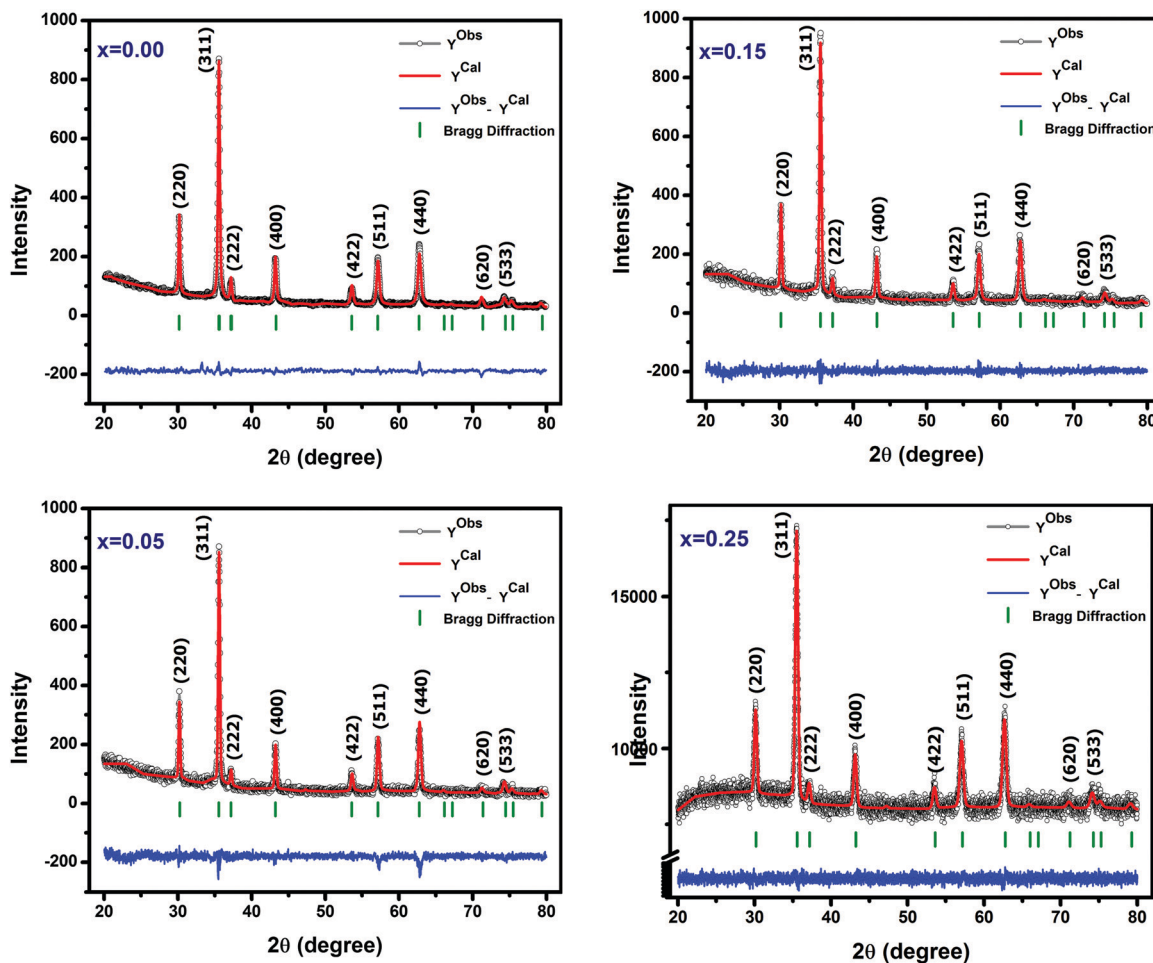 x=0.00
Y^Obs
Y^Cal
Y^Obs - Y^Cal
Bragg Diffraction
(220)
(311)
(222)
(400)
(422)
(511)
(440)
(620)
(533)
Intensity
1000
800
600
400
200
0
-200
20 30 40 50 60 70 80
2θ (degree)
x=0.15
Y^Obs
Y^Cal
Y^Obs - Y^Cal
Bragg Diffraction
(220)
(311)
(222)
(400)
(422)
(511)
(440)
(620)
(533)
Intensity
1000
800
600
400
200
0
-200
20 30 40 50 60 70 80
2θ (degree)
x=0.05
Y^Obs
Y^Cal
Y^Obs - Y^Cal
Bragg Diffraction
(220)
(311)
(222)
(400)
(422)
(511)
(440)
(620)
(533)
Intensity
1000
800
600
400
200
0
-200
20 30 40 50 60 70 80
2θ (degree)
x=0.25
Y^Obs
Y^Cal
Y^Obs - Y^Cal
Bragg Diffraction
(220)
(311)
(222)
(400)
(422)
(511)
(440)
(620)
(533)
Intensity
15000
10000
20 30 40 50 60 70 80
2θ (degree)